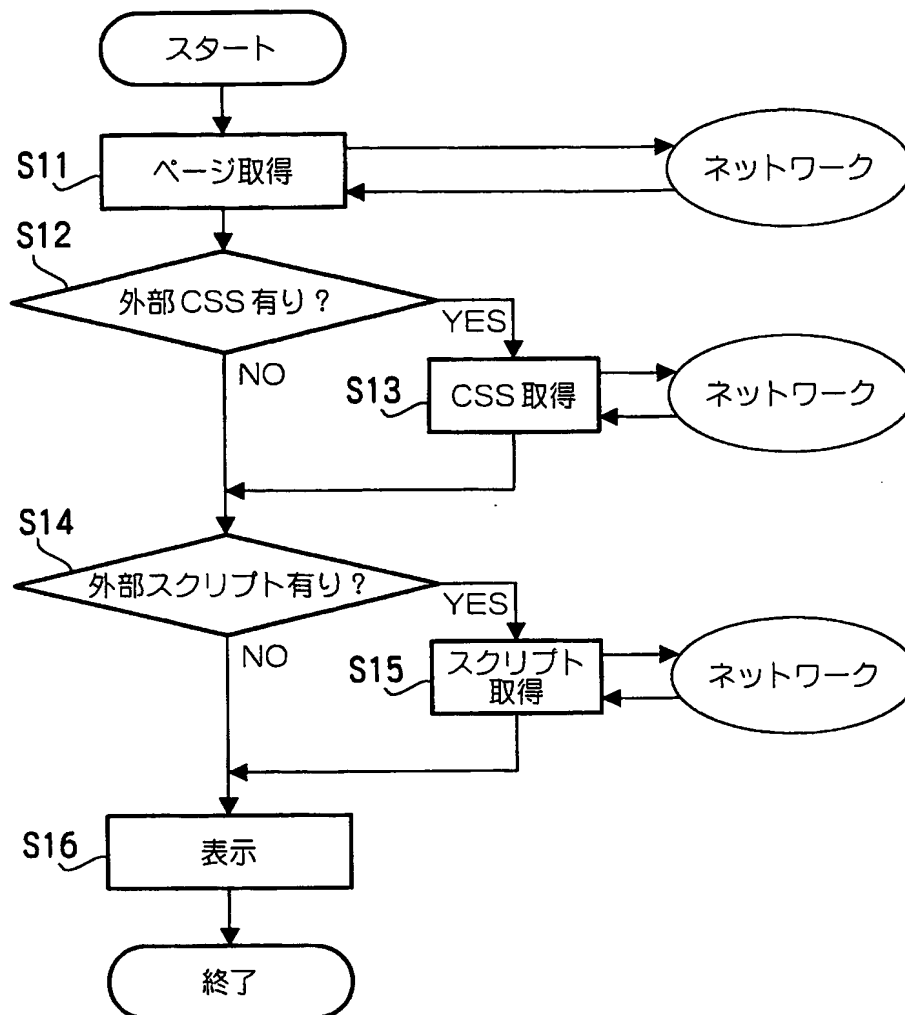 スタート
S11
ページ取得
ネットワーク
S12
外部CSS有り?
YES
NO
S13
CSS取得
ネットワーク
S14
外部スクリプト有り?
YES
NO
S15
スクリプト
取得
ネットワーク
S16
表示
終了